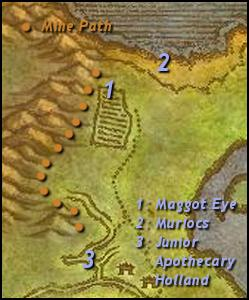 Mine Path
2
1
1: Maggot Eye
2: Murlocs
3: Junior
Apothecary
Holland
3